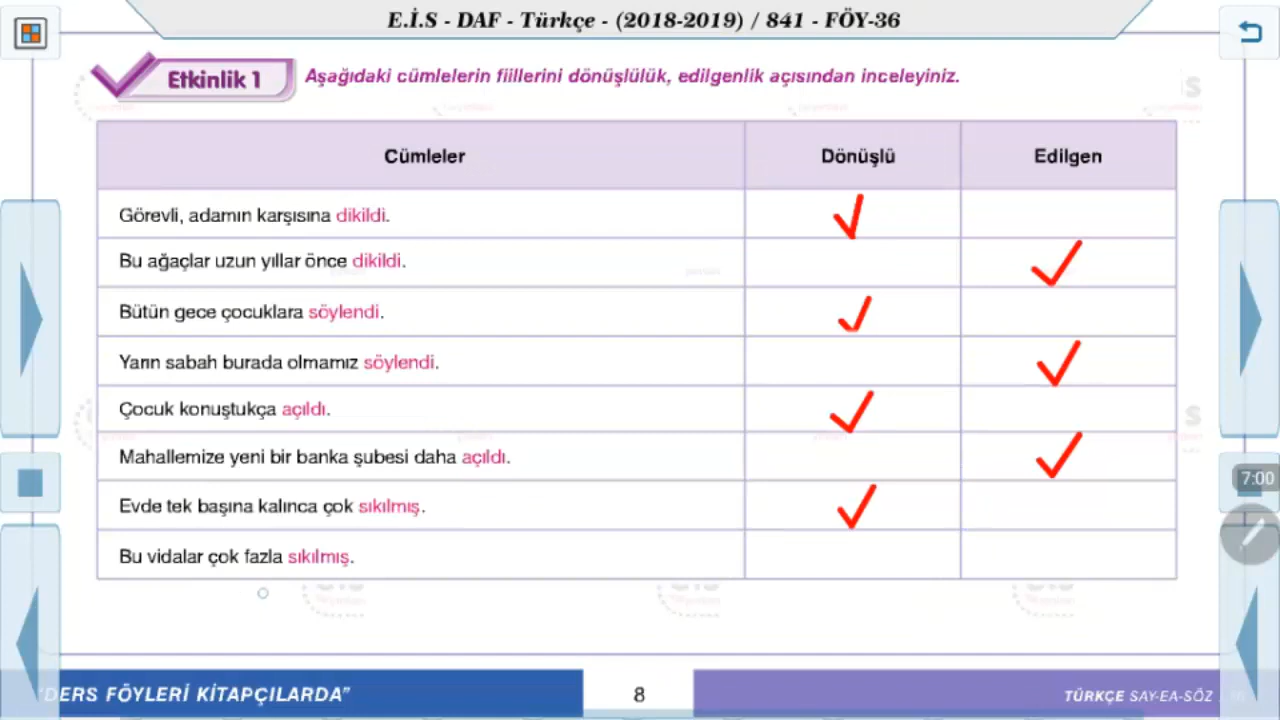 E.İ.S - DAF - Türkçe - (2018-2019) / 841 - FÖY-36
Etkinlik 1
Aşağıdaki cümlelerin fiillerini dönüşlülük, edilgenlik açısından inceleyiniz.
Cümleler Dönüşlü Edilgen
Görevli, adamın karşısına dikildi.
Bu ağaçlar uzun yıllar önce dikildi.
Bütün gece çocuklara söylendi.
Yarın sabah burada olmamız söylendi.
Çocuk konuştukça açıldı.
Mahallemize yeni bir banka şubesi daha açıldı.
7:00
Evde tek başına kalınca çok sıkılmış.
Bu vidalar çok fazla sıkılmış.
"DERS FÖYLERİ KİTAPÇILARDA"
8
TÜRKÇE SAY-EA-SÖZ